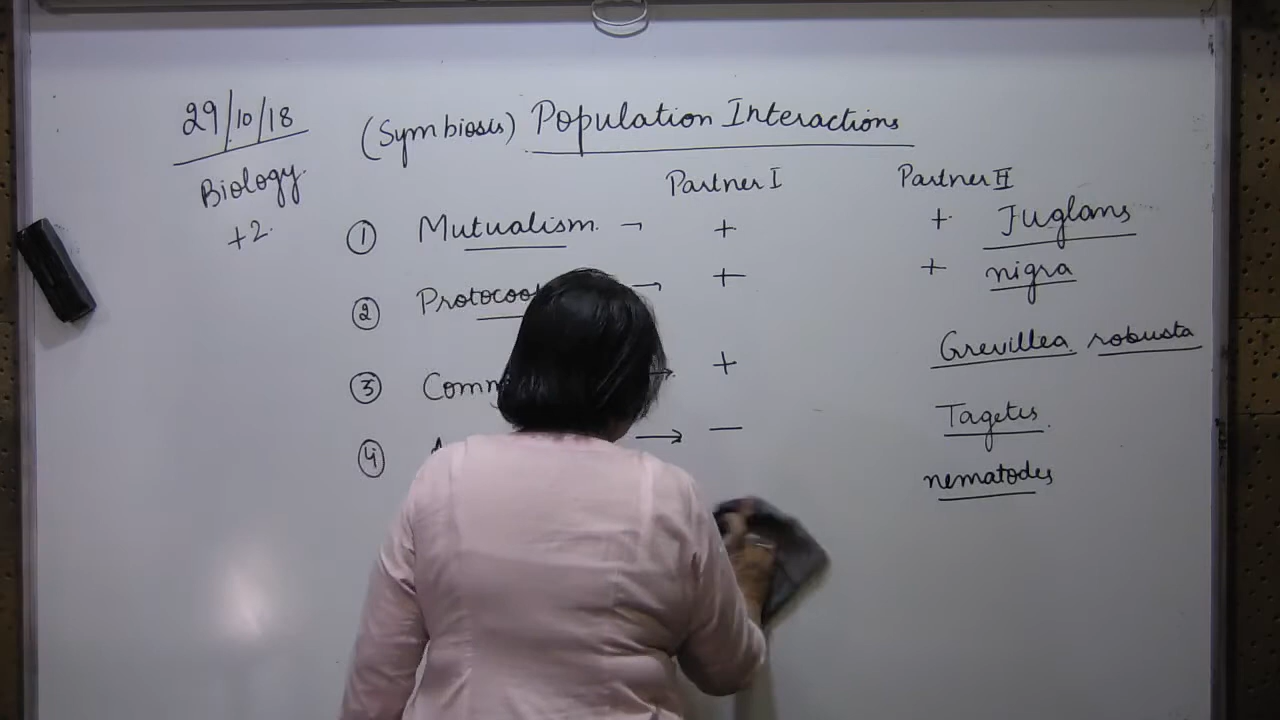 29/10/18 (Symbiosis) Population Interactions
Biology.
+2.
Partner I Partner II
① Mutualism. → + + Juglans
② → + + nigra
③ → + Grevillea robusta
④ → — Tagetes.
nematodes